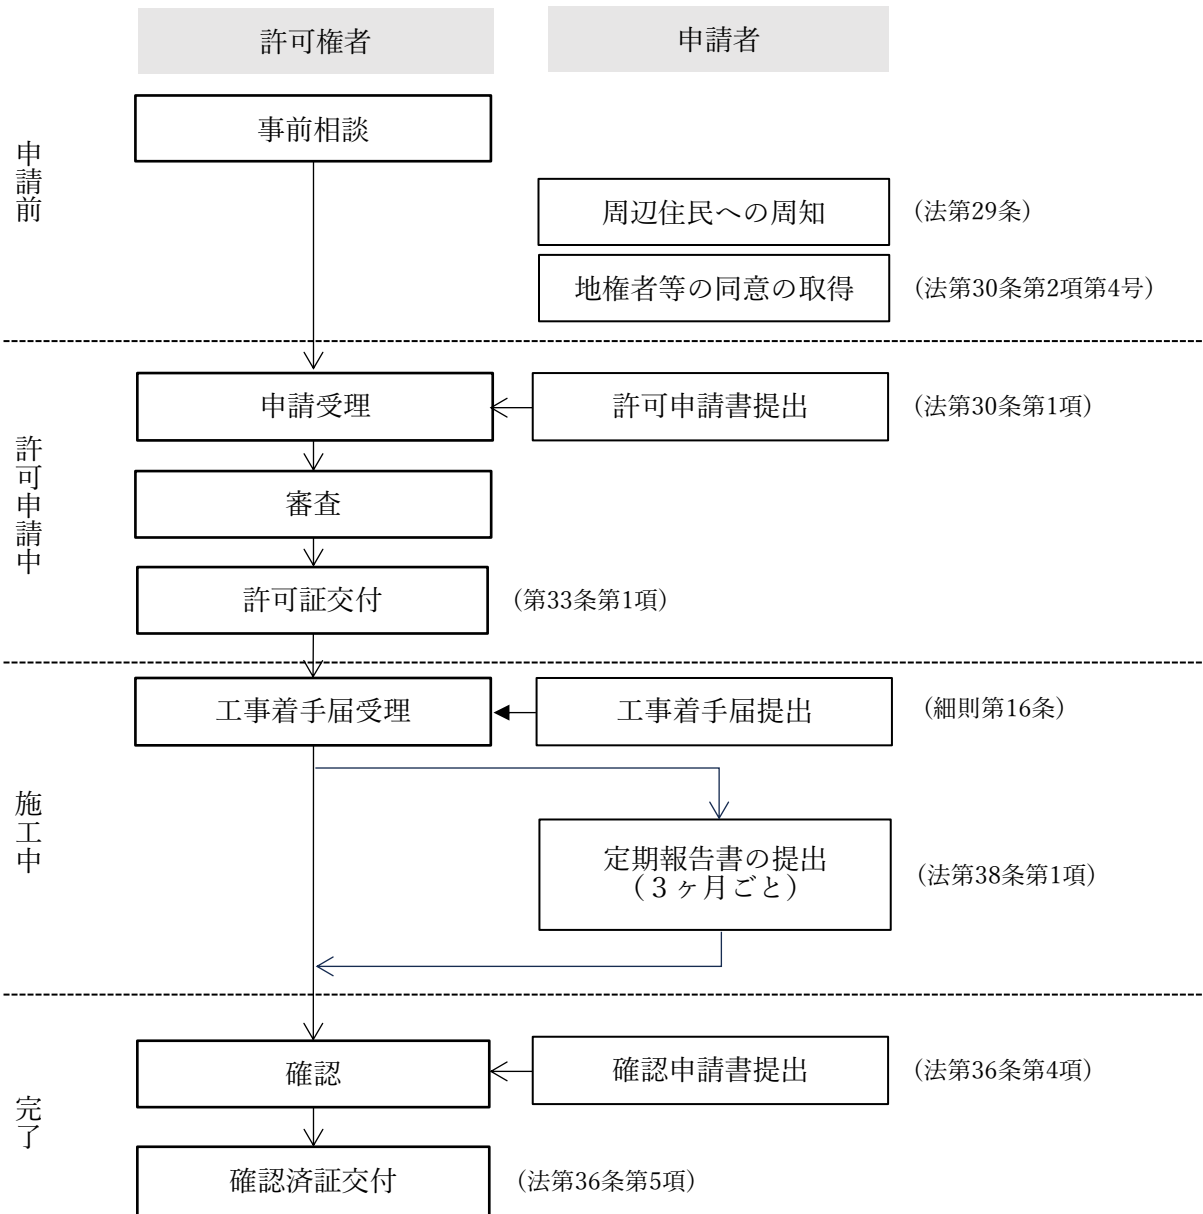 許可権者
申請者
申請前
事前相談
周辺住民への周知
(法第29条)
地権者等の同意の取得
(法第30条第2項第4号)
許可申請中
申請受理
許可申請書提出
(法第30条第1項)
審査
許可証交付
(第33条第1項)
施工中
工事着手届受理
工事着手届提出
(細則第16条)
定期報告書の提出
（３ヶ月ごと）
(法第38条第1項)
完了
確認
確認申請書提出
(法第36条第4項)
確認済証交付
(法第36条第5項)